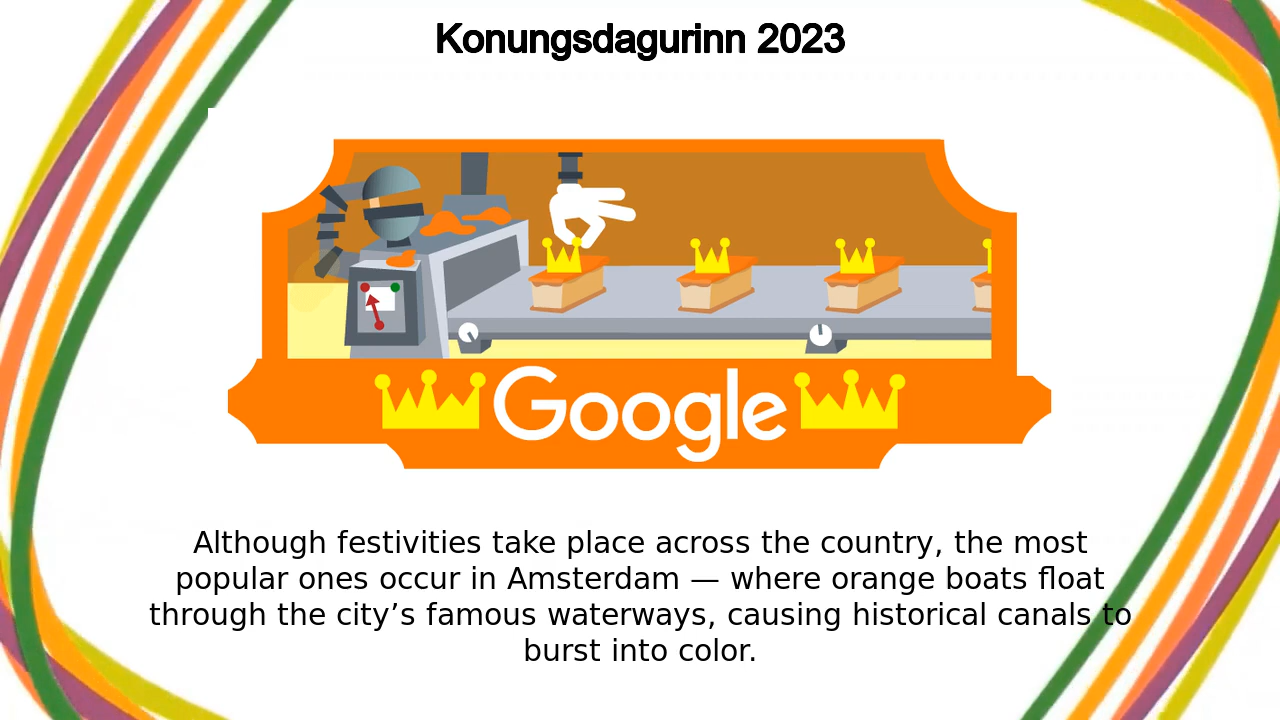 Konungsdagurinn 2023
Google
Although festivities take place across the country, the most
popular ones occur in Amsterdam — where orange boats float
through the city’s famous waterways, causing historical canals to
burst into color.